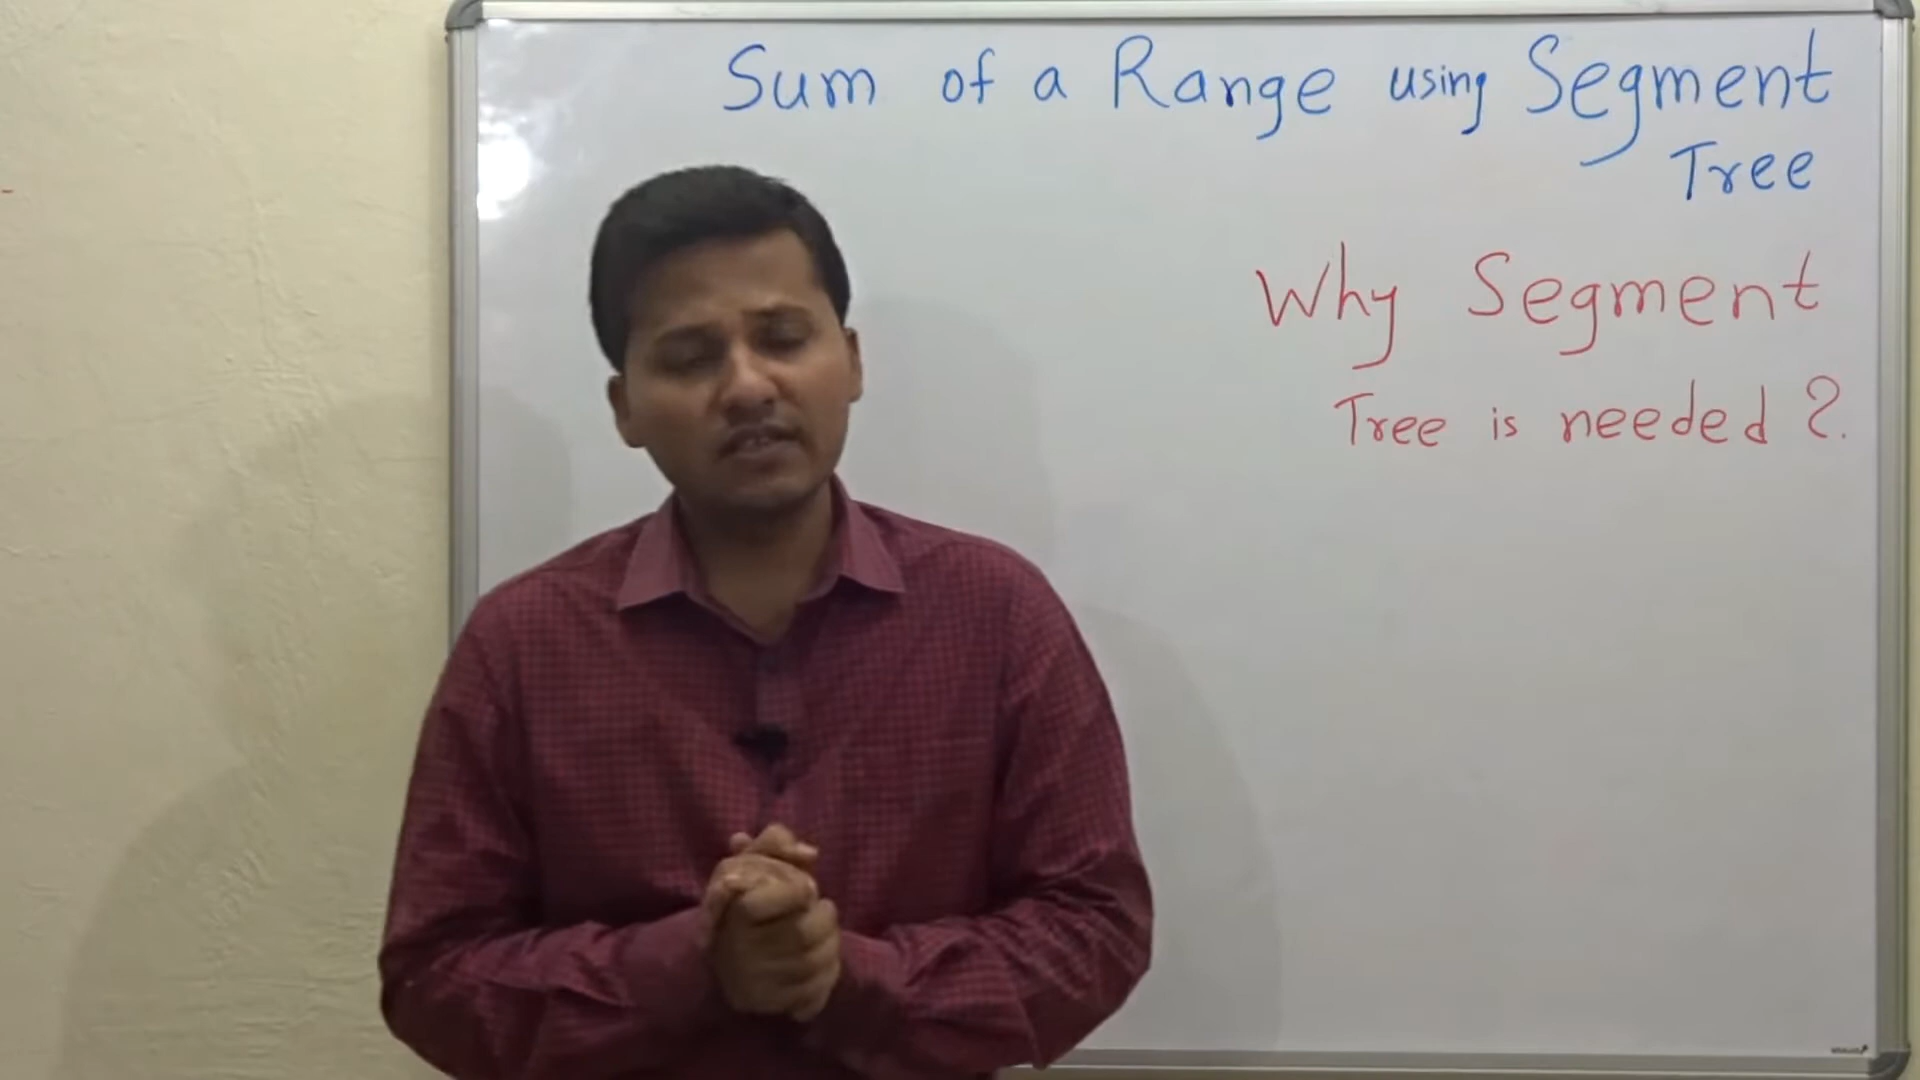 Sum of a Range using Segment
Tree
Why Segment
Tree is needed ?